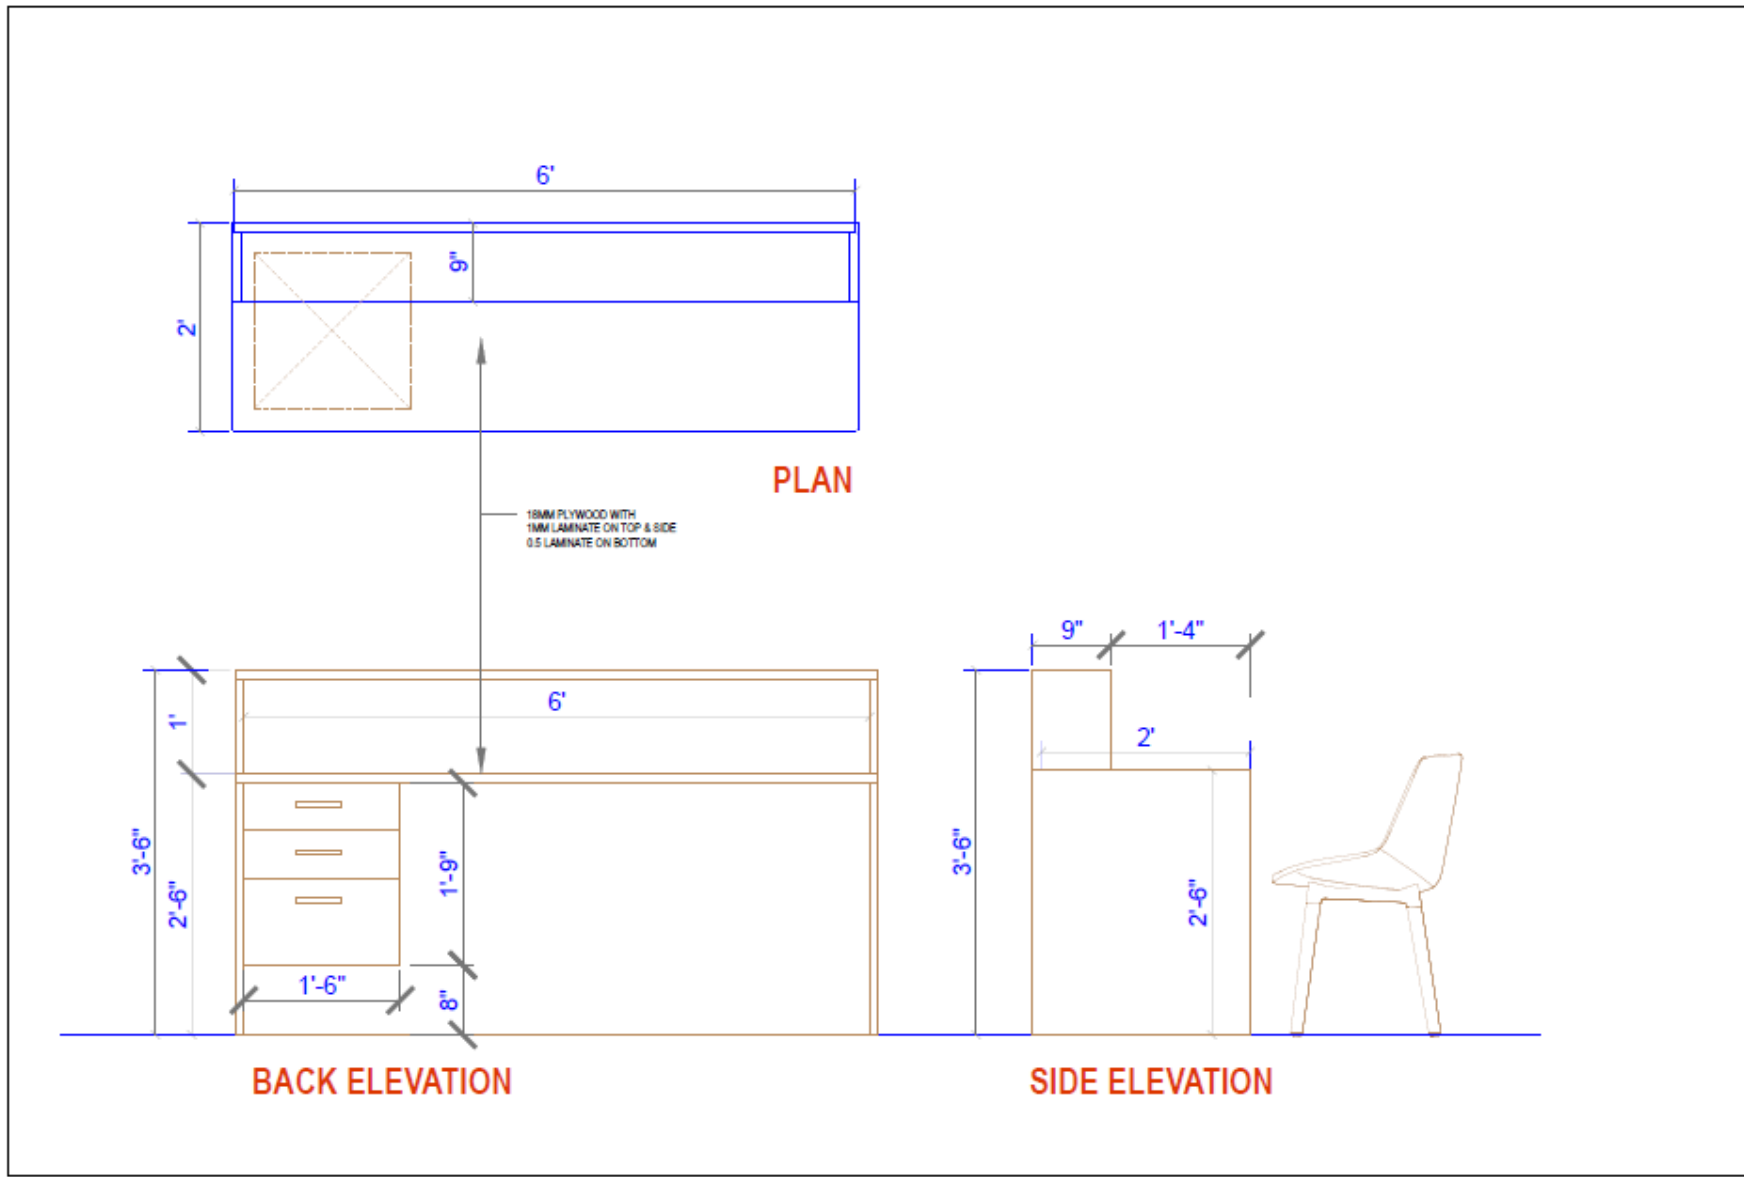 6'
9"
2'
PLAN
18MM PLYWOOD WITH
1MM LAMINATE ON TOP & SIDE
0.5 LAMINATE ON BOTTOM
9"
1'-4"
6'
1'
2'
3'-6"
2'-6"
1'-9"
3'-6"
2'-6"
1'-6"
8"
BACK ELEVATION
SIDE ELEVATION